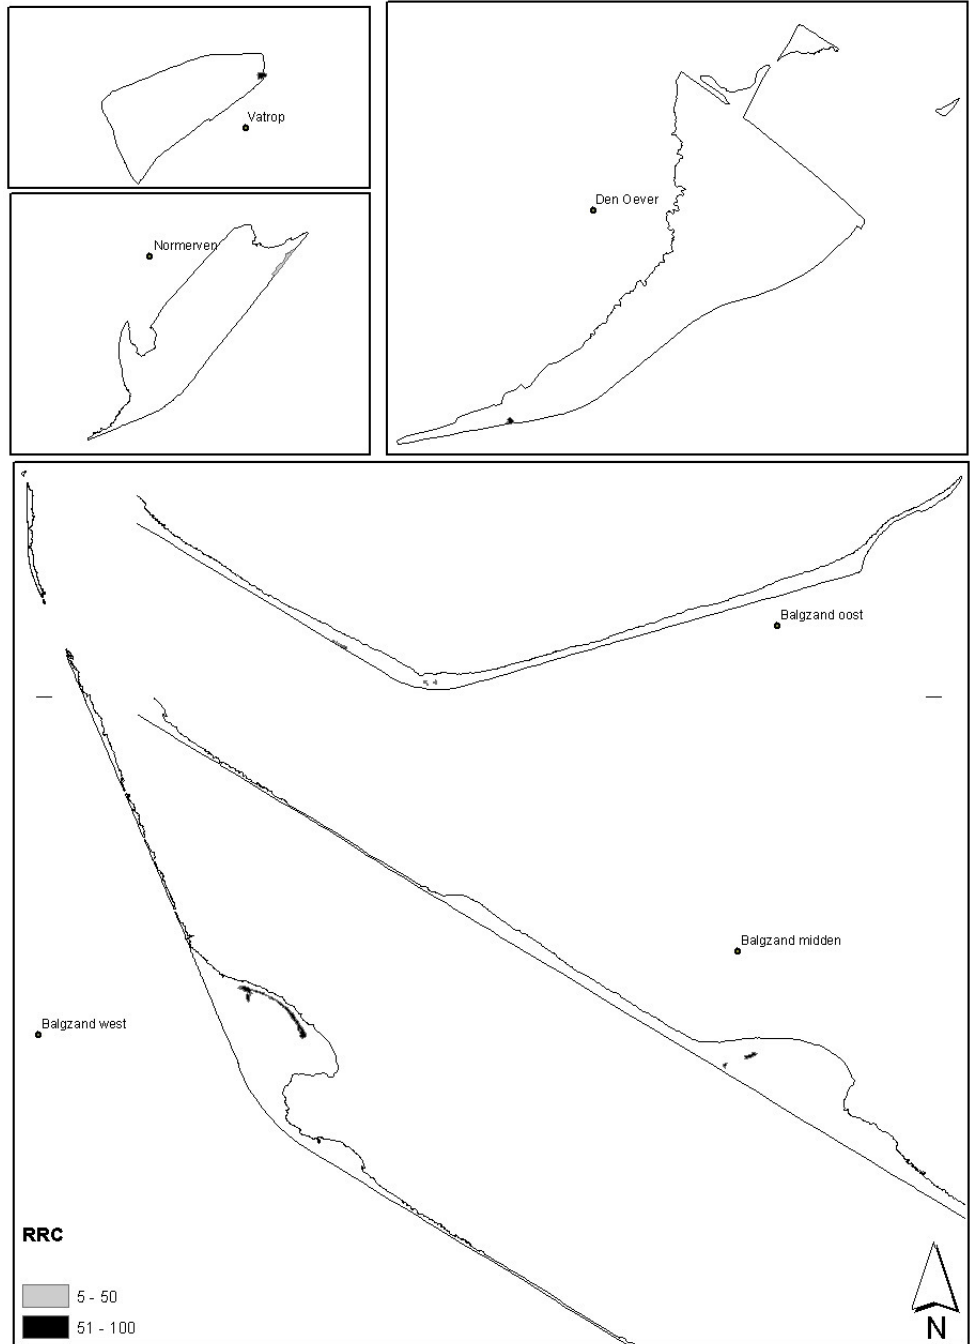 Vatrop
Den Oever
Normerven
Balgzand oost
Balgzand midden
Balgzand west
RRC
5 - 50
51 - 100
N